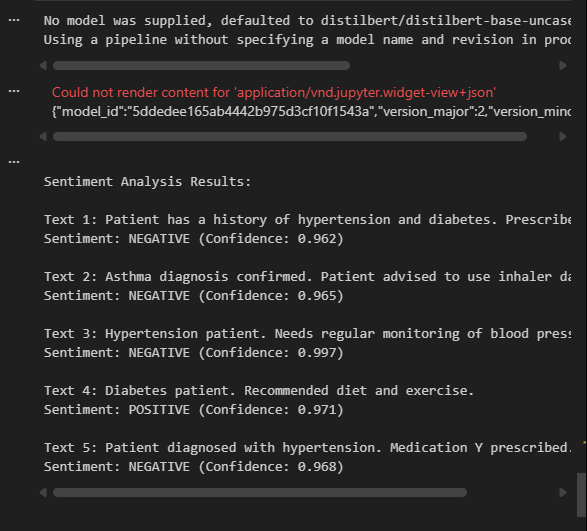 No model was supplied, defaulted to distilbert/distilbert-base-uncase
Using a pipeline without specifying a model name and revision in proc
Could not render content for 'application/vnd.jupyter.widget-view+json'
{"model_id":"5ddedee165ab4442b975d3cf10f1543a","version_major":2,"version_minc
Sentiment Analysis Results:
Text 1: Patient has a history of hypertension and diabetes. Prescribe
Sentiment: NEGATIVE (Confidence: 0.962)
Text 2: Asthma diagnosis confirmed. Patient advised to use inhaler da
Sentiment: NEGATIVE (Confidence: 0.965)
Text 3: Hypertension patient. Needs regular monitoring of blood press
Sentiment: NEGATIVE (Confidence: 0.997)
Text 4: Diabetes patient. Recommended diet and exercise.
Sentiment: POSITIVE (Confidence: 0.971)
Text 5: Patient diagnosed with hypertension. Medication Y prescribed.
Sentiment: NEGATIVE (Confidence: 0.968)